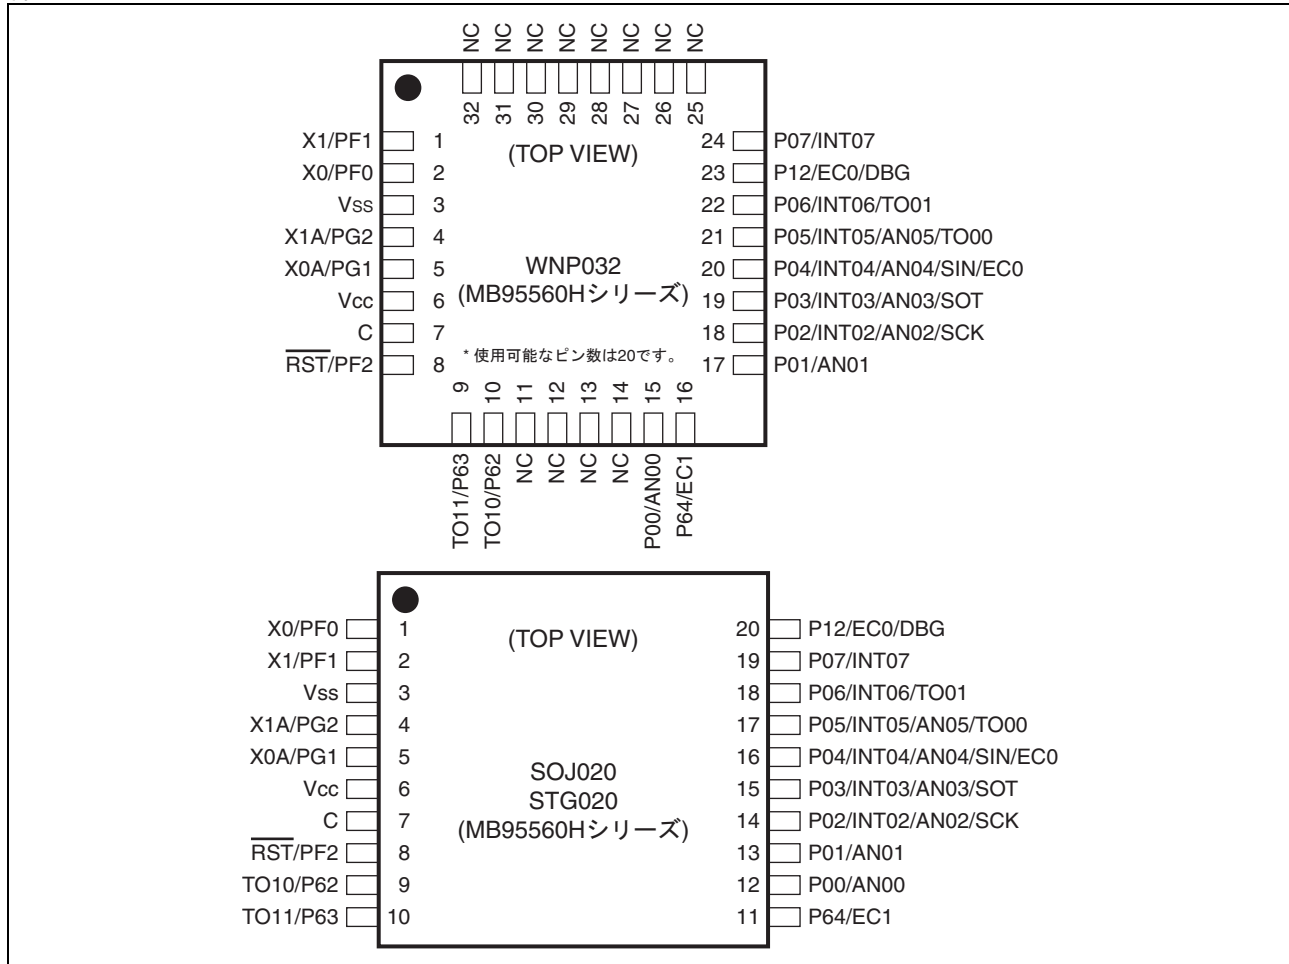 NC NC NC NC NC NC NC NC
32 31 30 29 28 27 26 25
(TOP VIEW)
X1/PF1 1
X0/PF0 2
Vss 3
X1A/PG2 4
X0A/PG1 5
Vcc 6
C 7
RST/PF2 8
24 P07/INT07
23 P12/EC0/DBG
22 P06/INT06/TO01
21 P05/INT05/AN05/TO00
20 P04/INT04/AN04/SIN/EC0
19 P03/INT03/AN03/SOT
18 P02/INT02/AN02/SCK
17 P01/AN01
WNP032
(MB95560Hシリーズ)
* 使用可能なピン数は20です。
9 10 11 12 13 14 15 16
TO11/P63 TO10/P62 NC NC NC NC P00/AN00 P64/EC1
(TOP VIEW)
X0/PF0 1
X1/PF1 2
Vss 3
X1A/PG2 4
X0A/PG1 5
Vcc 6
C 7
RST/PF2 8
TO10/P62 9
TO11/P63 10
20 P12/EC0/DBG
19 P07/INT07
18 P06/INT06/TO01
17 P05/INT05/AN05/TO00
16 P04/INT04/AN04/SIN/EC0
15 P03/INT03/AN03/SOT
14 P02/INT02/AN02/SCK
13 P01/AN01
12 P00/AN00
11 P64/EC1
SOJ020
STG020
(MB95560Hシリーズ)